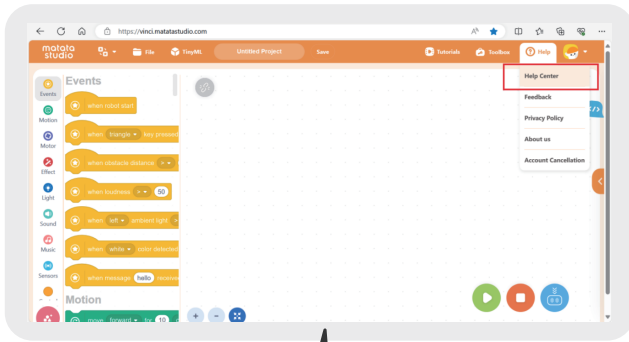 https://vinci.matatastudio.com
matata studio
File
TinyML
Untitled Project
Save
Tutorials
Toolbox
Help
Help Center
Feedback
Privacy Policy
About us
Account Cancellation
Events
Motion
Motor
Effect
Light
Sound
Music
Sensors
Events
when robot start
when triangle key pressed
when obstacle distance >
when loudness > 50
when left ambient light >
when while color detected
when message hello
Motion
move forward for 10